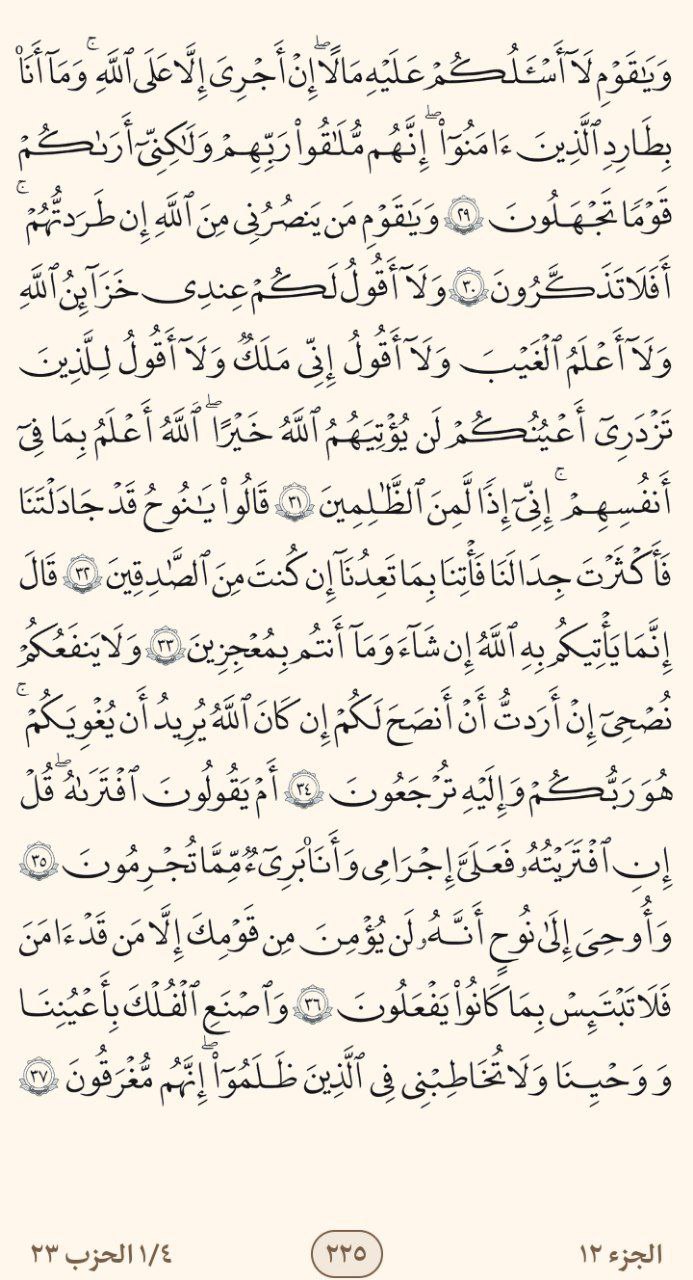 وَيَٰقَوۡمِ لَآ أَسۡـَٔلُكُمۡ عَلَيۡهِ مَالًاۖ إِنۡ أَجۡرِيَ إِلَّا عَلَى ٱللَّهِۚ وَمَآ أَنَا۠
بِطَارِدِ ٱلَّذِينَ ءَامَنُوٓاْۚ إِنَّهُم مُّلَٰقُواْ رَبِّهِمۡ وَلَٰكِنِّيٓ أَرَىٰكُمۡ
قَوۡمٗا تَجۡهَلُونَ ٢٩ وَيَٰقَوۡمِ مَن يَنصُرُنِي مِنَ ٱللَّهِ إِن طَرَدتُّهُمۡۚ
أَفَلَا تَذَكَّرُونَ ٣٠ وَلَآ أَقُولُ لَكُمۡ عِندِي خَزَآئِنُ ٱللَّهِ
وَلَآ أَعۡلَمُ ٱلۡغَيۡبَ وَلَآ أَقُولُ إِنِّي مَلَكٞ وَلَآ أَقُولُ لِلَّذِينَ
تَزۡدَرِيٓ أَعۡيُنُكُمۡ لَن يُؤۡتِيَهُمُ ٱللَّهُ خَيۡرًاۖ ٱللَّهُ أَعۡلَمُ بِمَا فِيٓ
أَنفُسِهِمۡۚ إِنِّيٓ إِذٗا لَّمِنَ ٱلظَّٰلِمِينَ ٣١ قَالُواْ يَٰنُوحُ قَدۡ جَٰدَلۡتَنَا
فَأَكۡثَرۡتَ جِدَٰلَنَا فَأۡتِنَا بِمَا تَعِدُنَآ إِن كُنتَ مِنَ ٱلصَّٰدِقِينَ ٣٢ قَالَ
إِنَّمَا يَأۡتِيكُم بِهِ ٱللَّهُ إِن شَآءَ وَمَآ أَنتُم بِمُعۡجِزِينَ ٣٣ وَلَا يَنفَعُكُمۡ
نُصۡحِيٓ إِنۡ أَرَدتُّ أَنۡ أَنصَحَ لَكُمۡ إِن كَانَ ٱللَّهُ يُرِيدُ أَن يُغۡوِيَكُمۡۚ
هُوَ رَبُّكُمۡ وَإِلَيۡهِ تُرۡجَعُونَ ٣٤ أَمۡ يَقُولُونَ ٱفۡتَرَىٰهُۖ قُلۡ
إِنِ ٱفۡتَرَيۡتُهُۥ فَعَلَيَّ إِجۡرَامِي وَأَنَا۠ بَرِيٓءٞ مِّمَّا تُجۡرِمُونَ ٣٥
وَأُوحِيَ إِلَىٰ نُوحٍ أَنَّهُۥ لَن يُؤۡمِنَ مِن قَوۡمِكَ إِلَّا مَن قَدۡ ءَامَنَ
فَلَا تَبۡتَئِسۡ بِمَا كَانُواْ يَفۡعَلُونَ ٣٦ وَٱصۡنَعِ ٱلۡفُلۡكَ بِأَعۡيُنِنَا
وَوَحۡيِنَا وَلَا تُخَٰطِبۡنِي فِي ٱلَّذِينَ ظَلَمُوٓاْۖ إِنَّهُم مُّغۡرَقُونَ ٣٧
الجزء ١٢ ٢٢٥ ١/٤ الحزب ٢٣